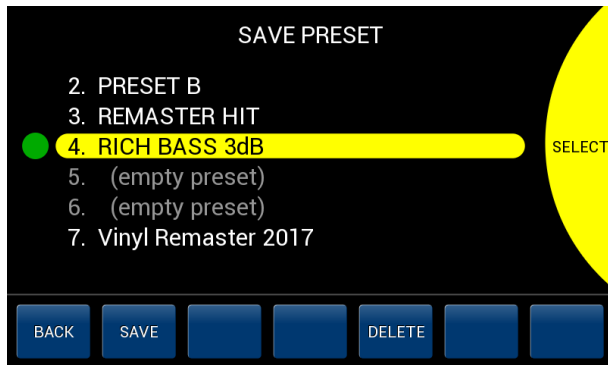 SAVE PRESET
2. PRESET B
3. REMASTER HIT
4. RICH BASS 3dB
SELECT
5. (empty preset)
6. (empty preset)
7. Vinyl Remaster 2017
BACK SAVE DELETE